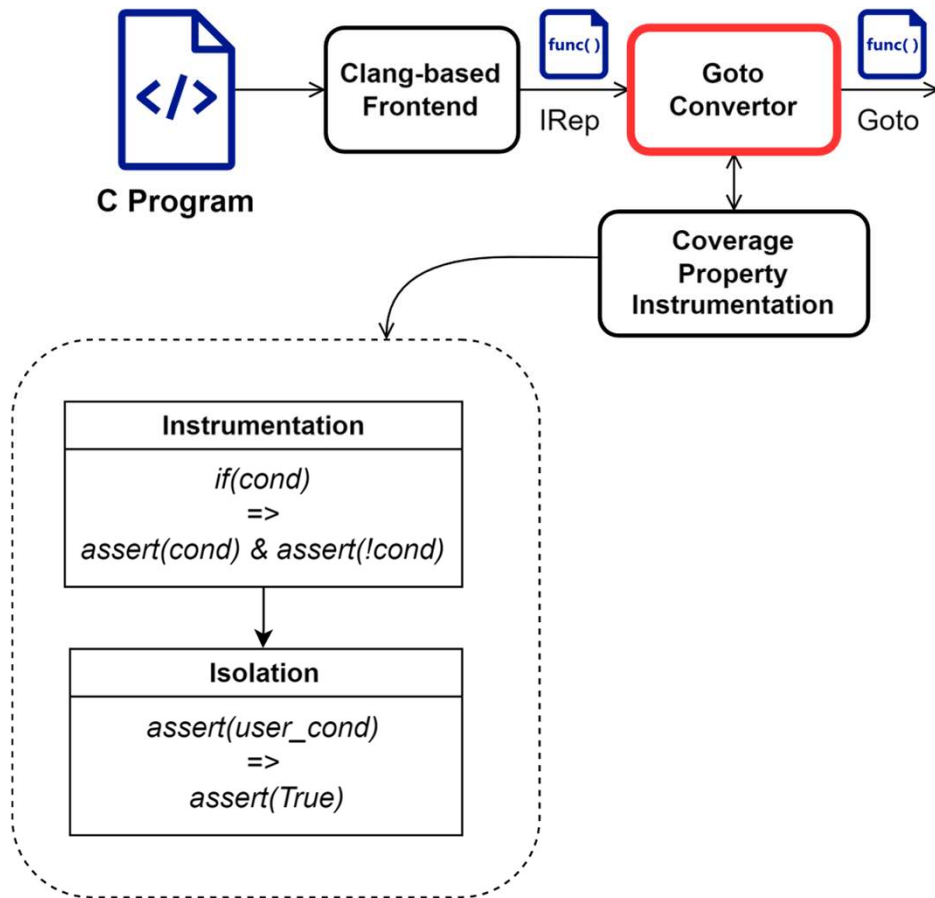 </>
C Program
Clang-based
Frontend
func( )
IRep
Goto
Convertor
func( )
Goto
Coverage
Property
Instrumentation
Instrumentation
if(cond)
=>
assert(cond) & assert(!cond)
Isolation
assert(user_cond)
=>
assert(True)